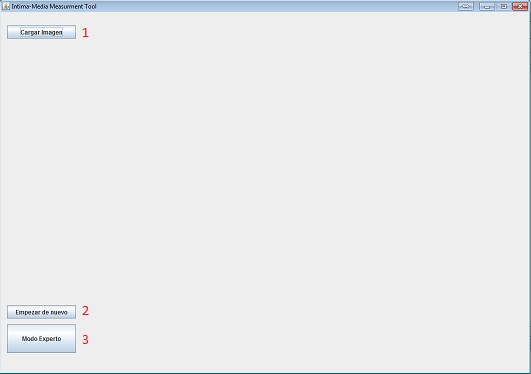 Intima-Media Measurment Tool
Cargar Imagen 1
Empezar de nuevo 2
Modo Experto 3